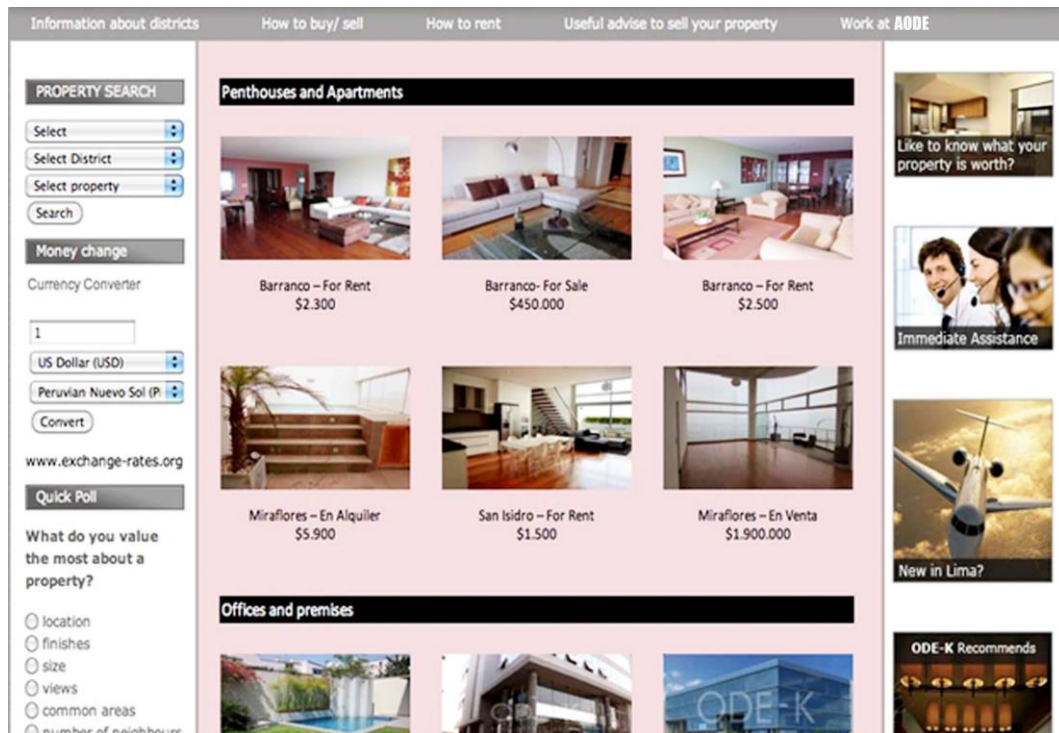 Information about districts How to buy/ sell How to rent Useful advise to sell your property Work at AODE
PROPERTY SEARCH
Select
Select District
Select property
Search
Money change
Currency Converter
1
US Dollar (USD)
Peruvian Nuevo Sol (P
Convert
www.exchange-rates.org
Quick Poll
What do you value
the most about a
property?
location
finishes
size
views
common areas
number of neighbours
Penthouses and Apartments
Barranco – For Rent
$2.300
Barranco- For Sale
$450.000
Barranco – For Rent
$2.500
Miraflores – En Alquiler
$5.900
San Isidro – For Rent
$1.500
Miraflores – En Venta
$1.900.000
Offices and premises
ODE-K
ODE-K
Like to know what your
property is worth?
Immediate Assistance
New in Lima?
ODE-K Recommends